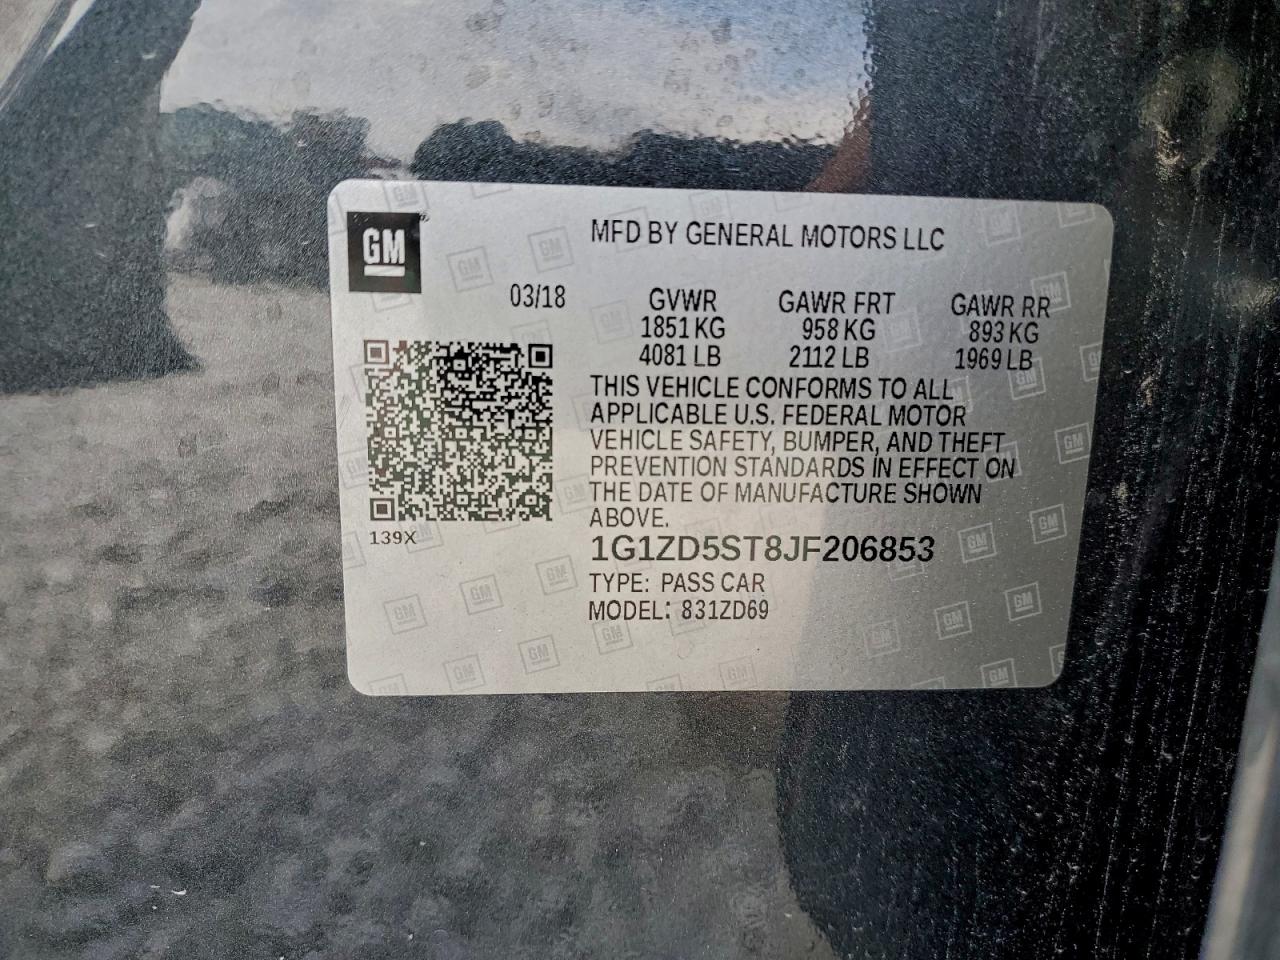 GM
MFD BY GENERAL MOTORS LLC
03/18
GVWR GAWR FRT GAWR RR
1851 KG 958 KG 893 KG
4081 LB 2112 LB 1969 LB
THIS VEHICLE CONFORMS TO ALL
APPLICABLE U.S. FEDERAL MOTOR
VEHICLE SAFETY, BUMPER, AND THEFT
PREVENTION STANDARDS IN EFFECT ON
THE DATE OF MANUFACTURE SHOWN
ABOVE.
139X
1G1ZD5ST8JF206853
TYPE: PASS CAR
MODEL: 831ZD69